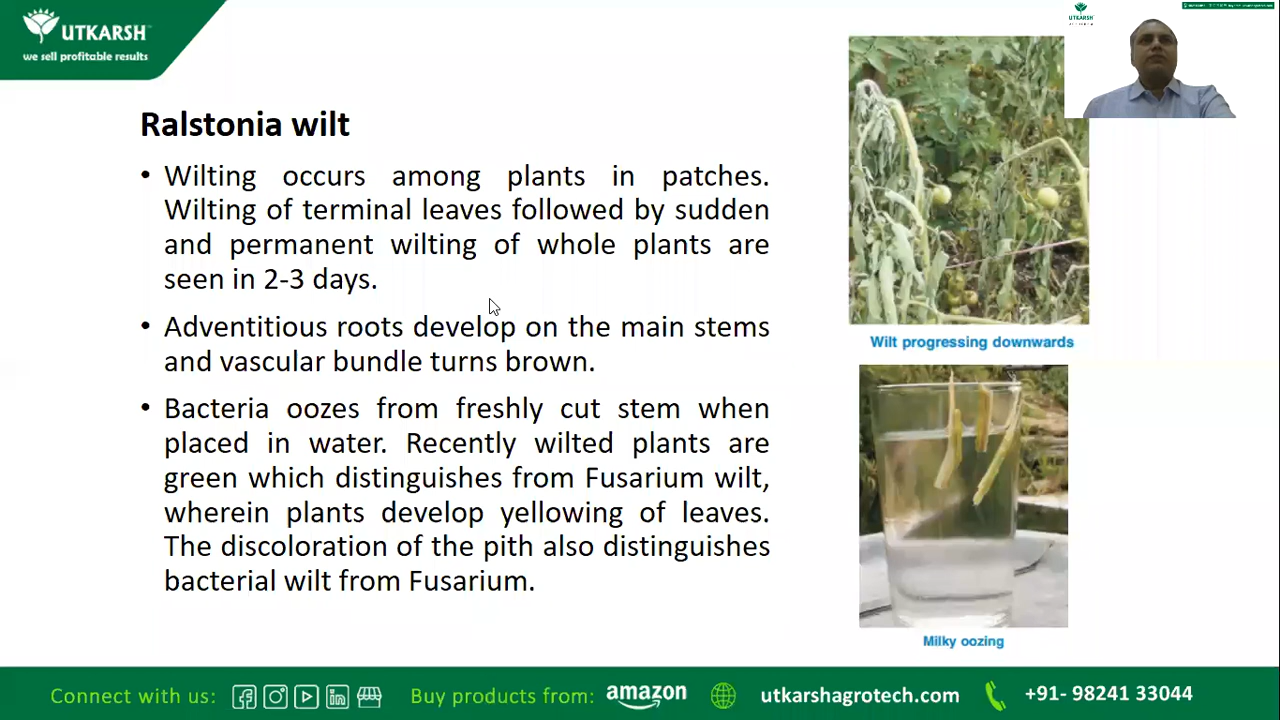 UTKARSH
we sell profitable results
UTKARSH
Ralstonia wilt
• Wilting occurs among plants in patches.
Wilting of terminal leaves followed by sudden
and permanent wilting of whole plants are
seen in 2-3 days.
• Adventitious roots develop on the main stems
and vascular bundle turns brown.
• Bacteria oozes from freshly cut stem when
placed in water. Recently wilted plants are
green which distinguishes from Fusarium wilt,
wherein plants develop yellowing of leaves.
The discoloration of the pith also distinguishes
bacterial wilt from Fusarium.
Wilt progressing downwards
Milky oozing
Connect with us:
Buy products from: amazon
utkarshagrotech.com
+91- 98241 33044